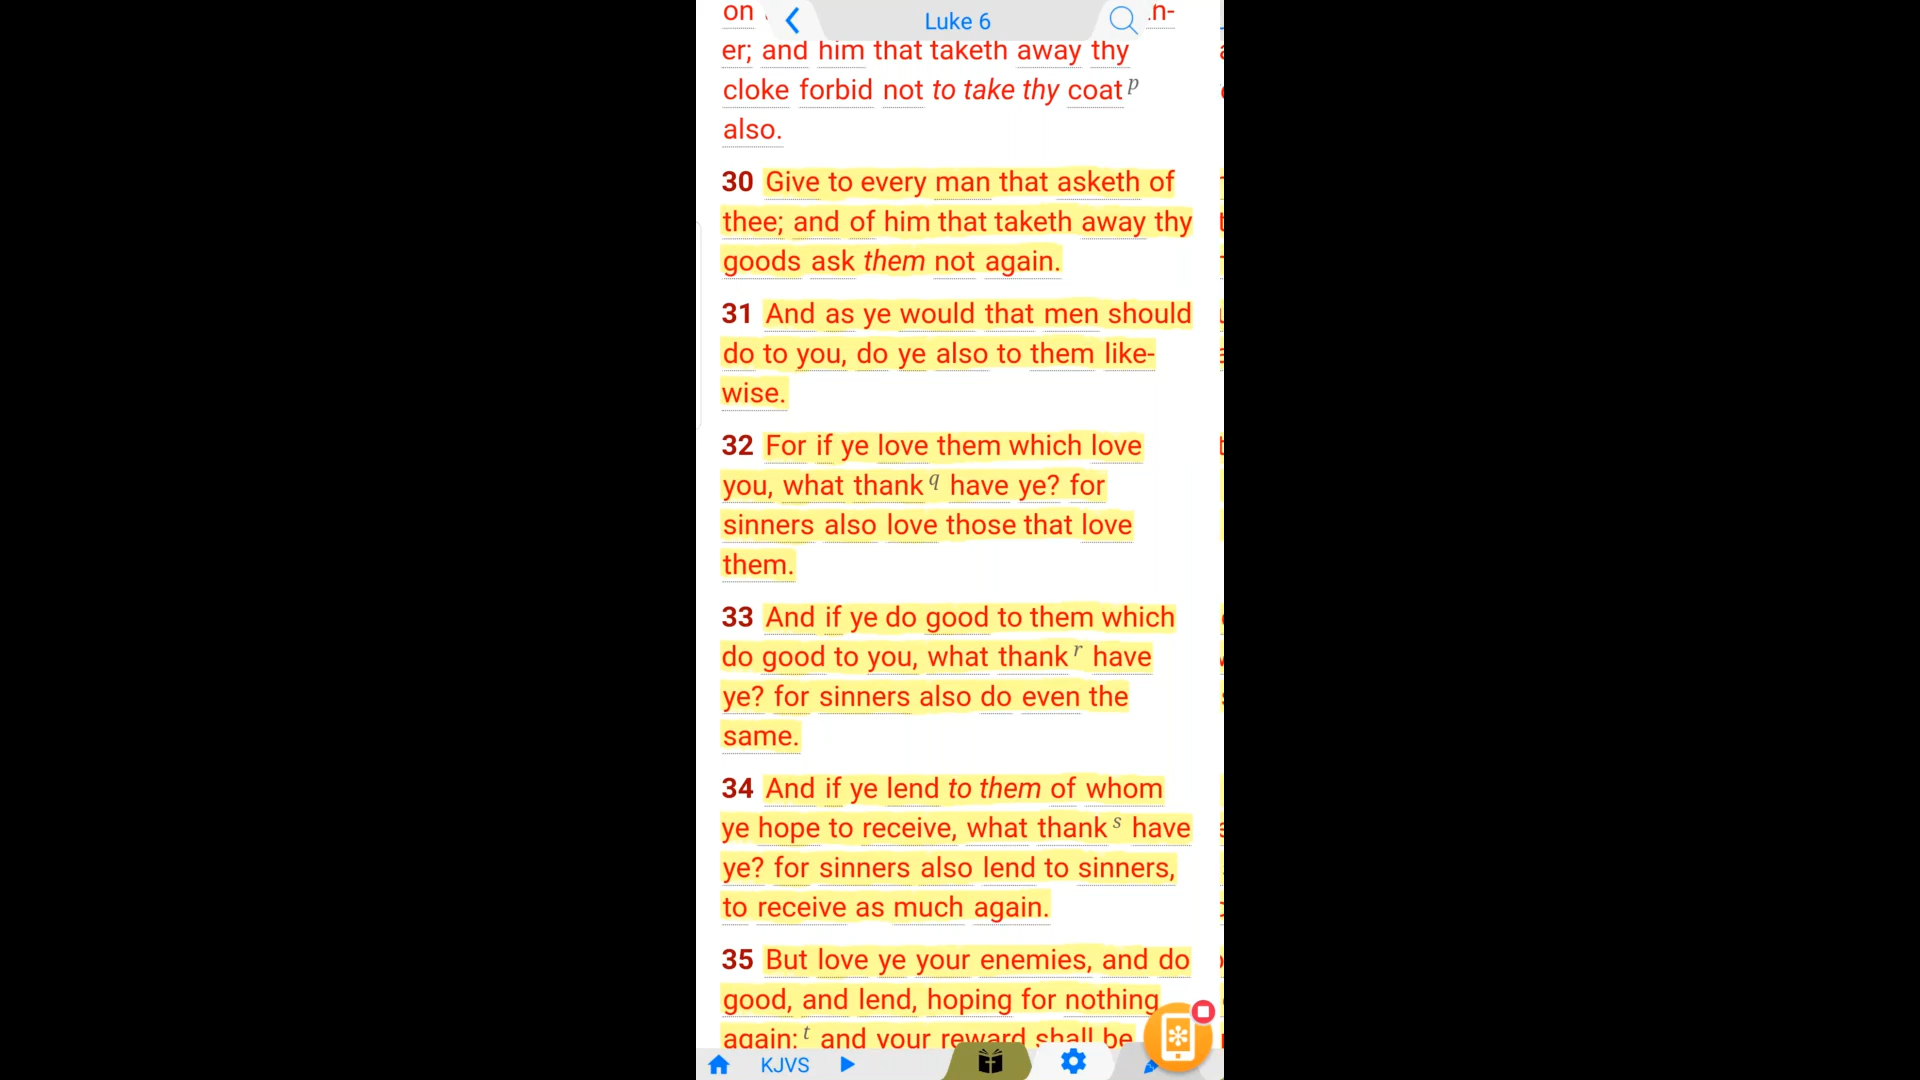 Luke 6
on
h-
er; and him that taketh away thy
cloke forbid not to take thy coat p
also.
30 Give to every man that asketh of
thee; and of him that taketh away thy
goods ask them not again.
31 And as ye would that men should
do to you, do ye also to them like-
wise.
32 For if ye love them which love
you, what thank q have ye? for
sinners also love those that love
them.
33 And if ye do good to them which
do good to you, what thank r have
ye? for sinners also do even the
same.
34 And if ye lend to them of whom
ye hope to receive, what thank s have
ye? for sinners also lend to sinners,
to receive as much again.
35 But love ye your enemies, and do
good, and lend, hoping for nothing
again; t and your reward shall be
KJVS